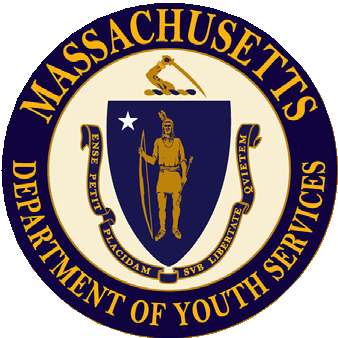 MASSACHUSETTS
DEPARTMENT OF YOUTH SERVICES
ENSE PETIT PLACIDAM SVB LIBERTATE QVIETEM